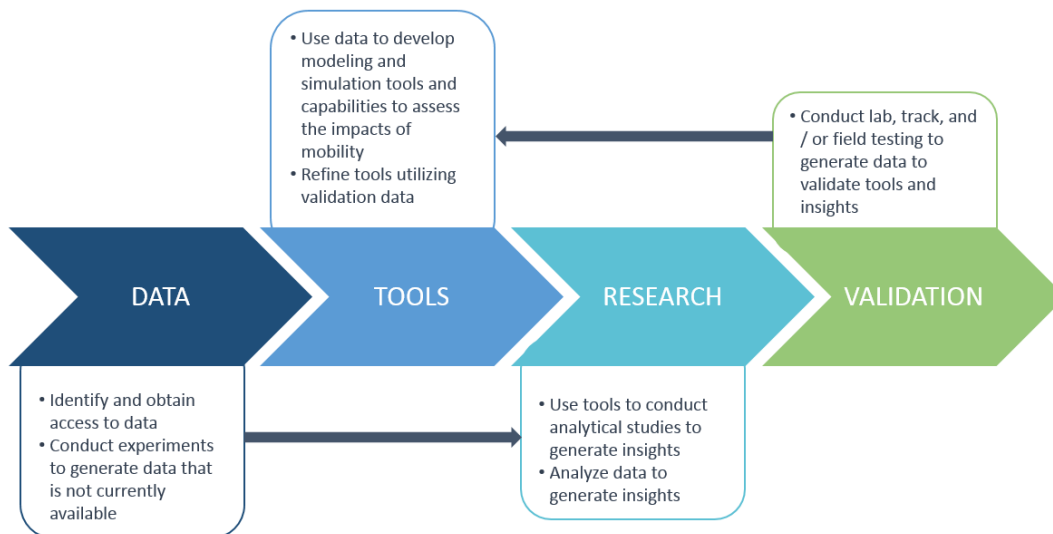 • Use data to develop
modeling and
simulation tools and
capabilities to assess
the impacts of
mobility
• Refine tools utilizing
validation data
• Conduct lab, track, and
/ or field testing to
generate data to
validate tools and
insights
DATA
TOOLS
RESEARCH
VALIDATION
• Identify and obtain
access to data
• Conduct experiments
to generate data that
is not currently
available
• Use tools to conduct
analytical studies to
generate insights
• Analyze data to
generate insights